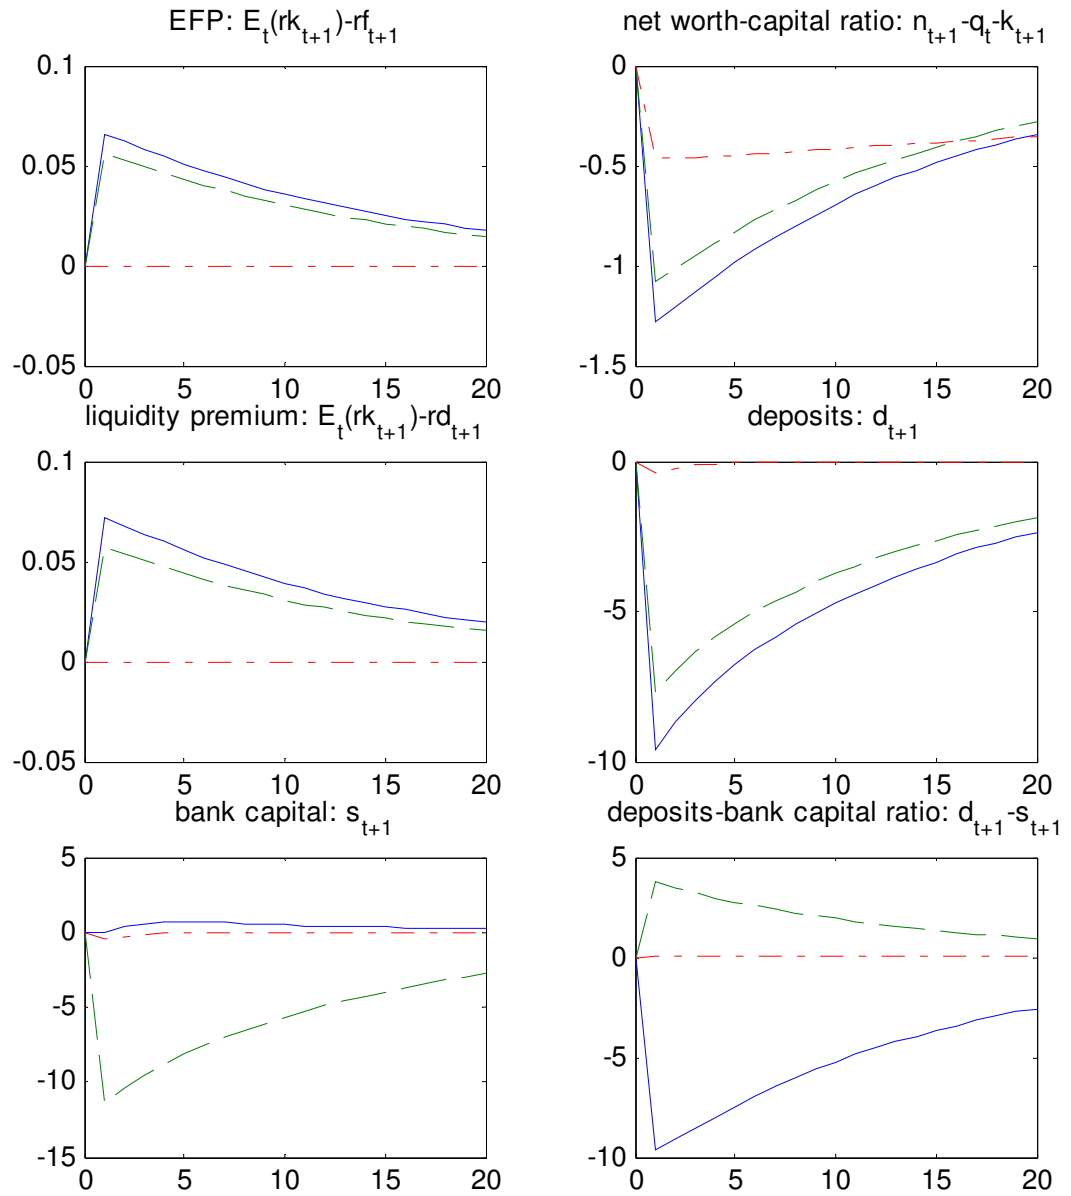 EFP: E_t(rk_{t+1})-rf_{t+1}
0.1
0.05
0
-0.05
0 5 10 15 20
net worth-capital ratio: n_{t+1}-q_t-k_{t+1}
0
-0.5
-1
-1.5
0 5 10 15 20
liquidity premium: E_t(rk_{t+1})-rd_{t+1}
0.1
0.05
0
-0.05
0 5 10 15 20
deposits: d_{t+1}
0
-5
-10
0 5 10 15 20
bank capital: s_{t+1}
5
0
-5
-10
-15
0 5 10 15 20
deposits-bank capital ratio: d_{t+1}-s_{t+1}
5
0
-5
-10
0 5 10 15 20